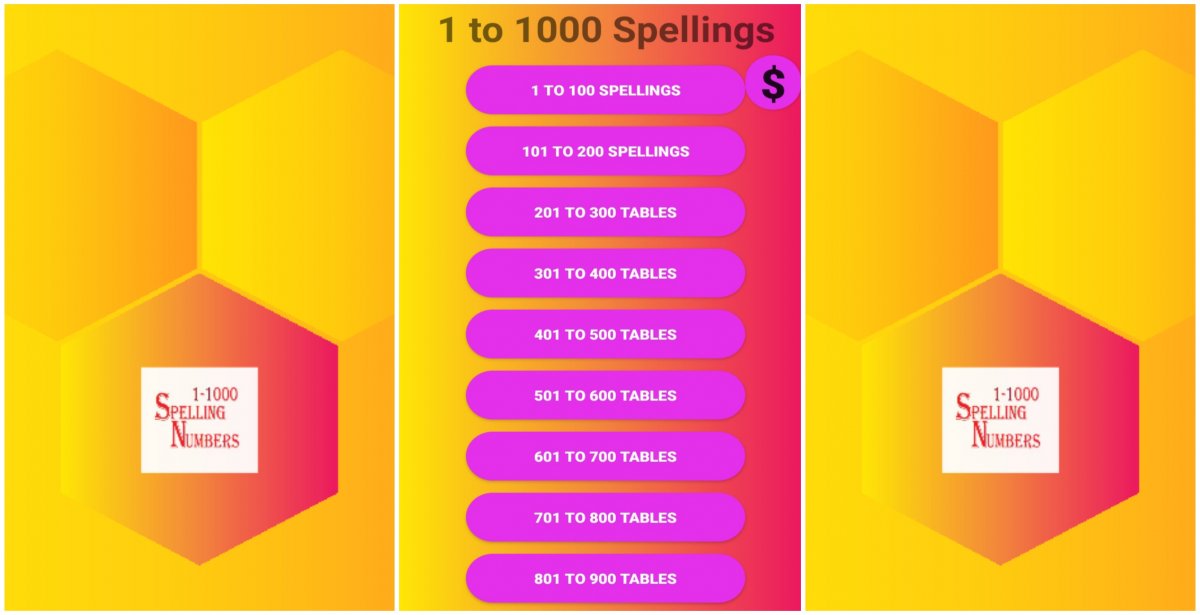 1-1000
Spelling
Numbers
1 to 1000 Spellings
$
1 TO 100 SPELLINGS
101 TO 200 SPELLINGS
201 TO 300 TABLES
301 TO 400 TABLES
401 TO 500 TABLES
501 TO 600 TABLES
601 TO 700 TABLES
701 TO 800 TABLES
801 TO 900 TABLES
1-1000
Spelling
Numbers